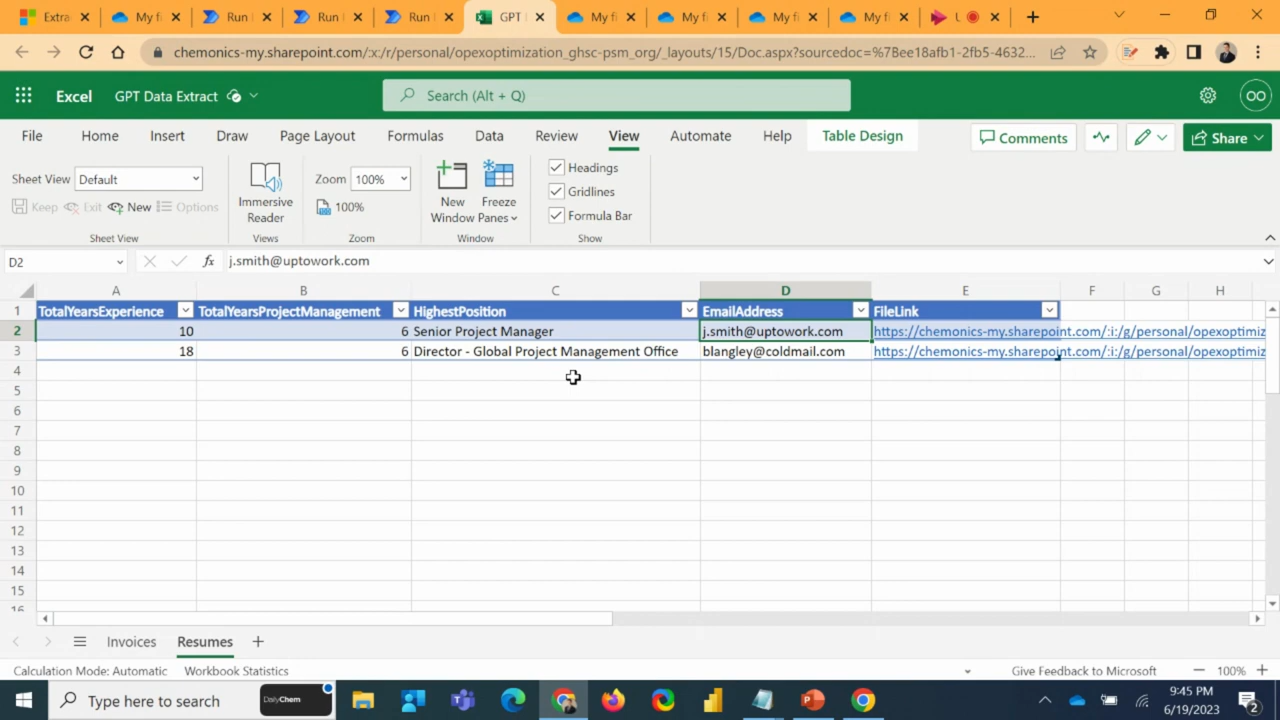 Extra
My fi
Run
Run
Run
GPT
My fi
My fi
My fi
My fi
chemonics-my.sharepoint.com/:x:/r/personal/opexoptimization_ghsc-psm_org/_layouts/15/Doc.aspx?sourcedoc=%7Bee18afb1-2fb5-4632...
Excel
GPT Data Extract
Search (Alt + Q)
OO
File Home Insert Draw Page Layout Formulas Data Review View Automate Help Table Design
Comments
Share
Sheet View Default
Keep Exit New Options
Sheet View
Immersive
Reader
Views
Zoom 100%
100%
Zoom
New
Window
Freeze
Panes
Window
Headings
Gridlines
Formula Bar
Show
D2
fx
j.smith@uptowork.com
A B C D E F G H
1 TotalYearsExperience TotalYearsProjectManagement HighestPosition EmailAddress FileLink
2 10 6 Senior Project Manager j.smith@uptowork.com https://chemonics-my.sharepoint.com/:i:/g/personal/opexoptimiz
3 18 6 Director - Global Project Management Office blangley@coldmail.com https://chemonics-my.sharepoint.com/:i:/g/personal/opexoptimiz
4
5
6
7
8
9
10
11
12
13
14
15
16
Invoices Resumes
Calculation Mode: Automatic Workbook Statistics
Give Feedback to Microsoft
100%
Type here to search
DailyChem
9:45 PM
6/19/2023
2